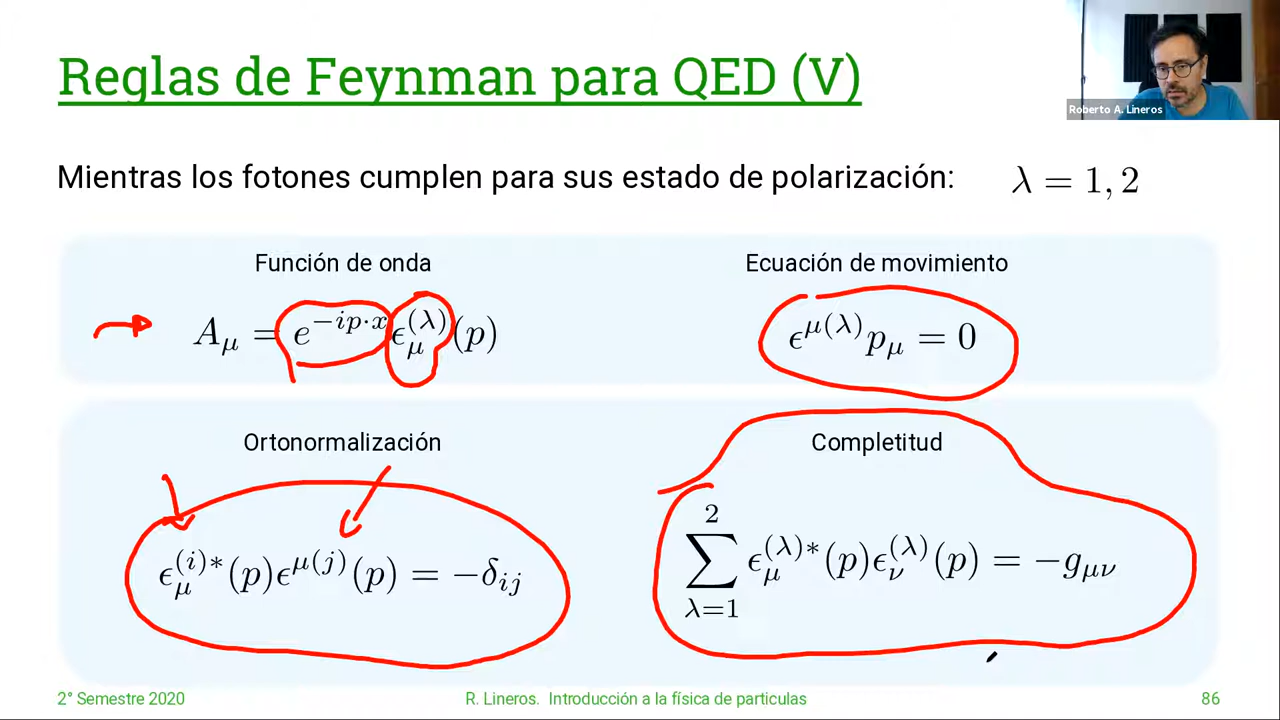 Reglas de Feynman para QED (V)
Roberto A. Lineros
Mientras los fotones cumplen para sus estado de polarización: λ = 1, 2
Función de onda
A_μ = e^{-ip·x} ϵ_μ^{(λ)}(p)
Ecuación de movimiento
ϵ^{μ(λ)} p_μ = 0
Ortonormalización
ϵ_μ^{(i)*}(p) ϵ^{μ(j)}(p) = −δ_{ij}
Completitud
∑_{λ=1}^{2} ϵ_μ^{(λ)*}(p) ϵ_ν^{(λ)}(p) = −g_{μν}
2° Semestre 2020
R. Lineros. Introducción a la física de particulas
86